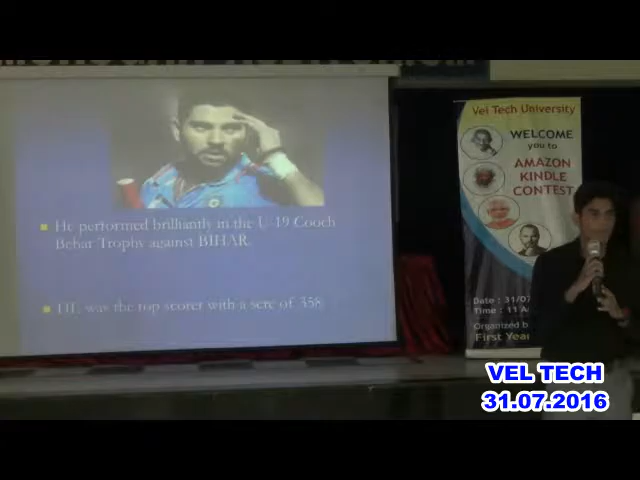 He performed brilliantly in the U-19 Cooch
Behar Trophy against BIHAR.
HE was the top scorer with a scre of 358
Vel Tech University
WELCOME
you to
AMAZON
KINDLE
CONTEST
Date : 31/07
Time : 11 A
Organized b
First Year
VEL TECH
31.07.2016